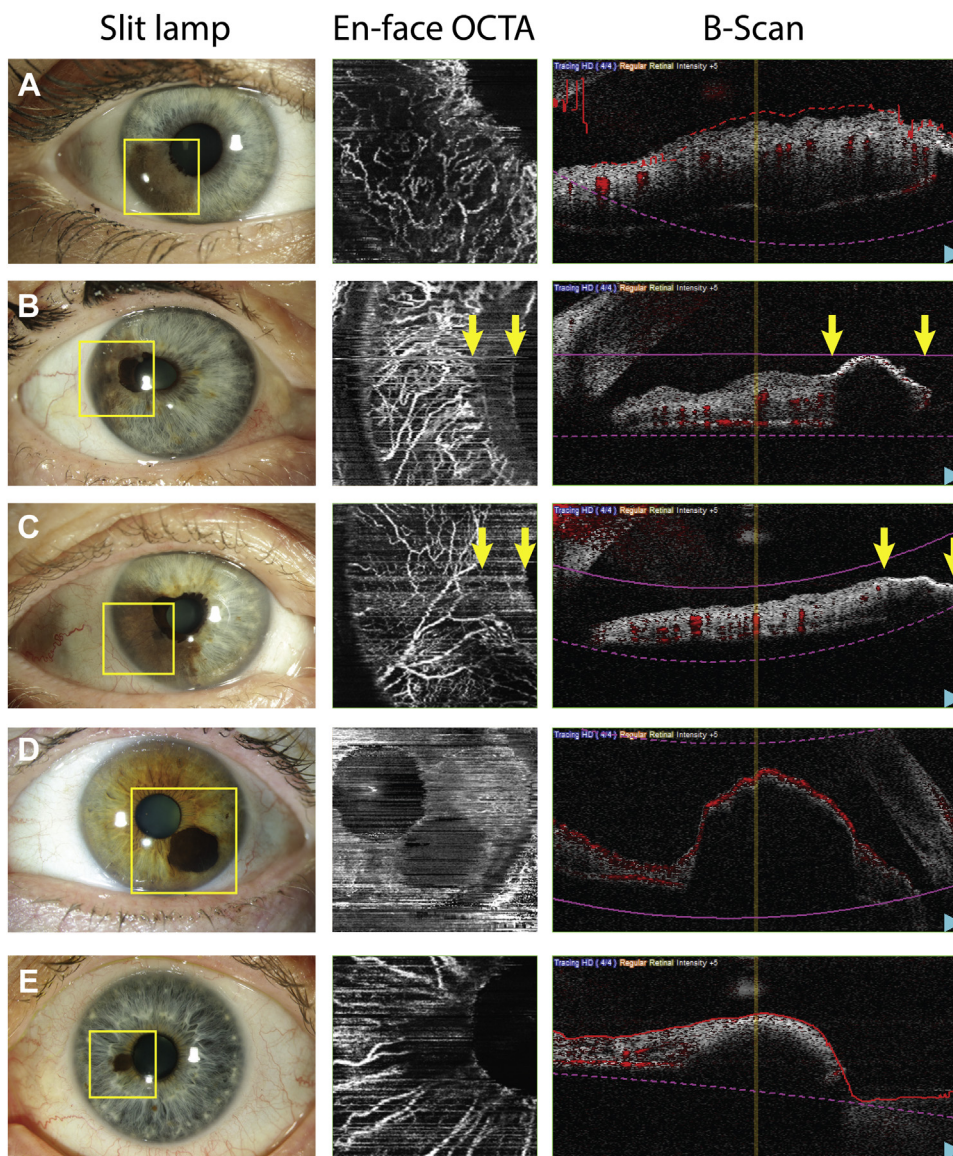 Slit lamp En-face OCTA B-Scan
A
Tracing HD ( 4/4 ) Regular Retinal Intensity +5
B
Tracing HD ( 4/4 ) Regular Retinal Intensity +5
C
Tracing HD ( 4/4 ) Regular Retinal Intensity +5
D
Tracing HD ( 4/4 ) Regular Retinal Intensity +5
E
Tracing HD ( 4/4 ) Regular Retinal Intensity +5